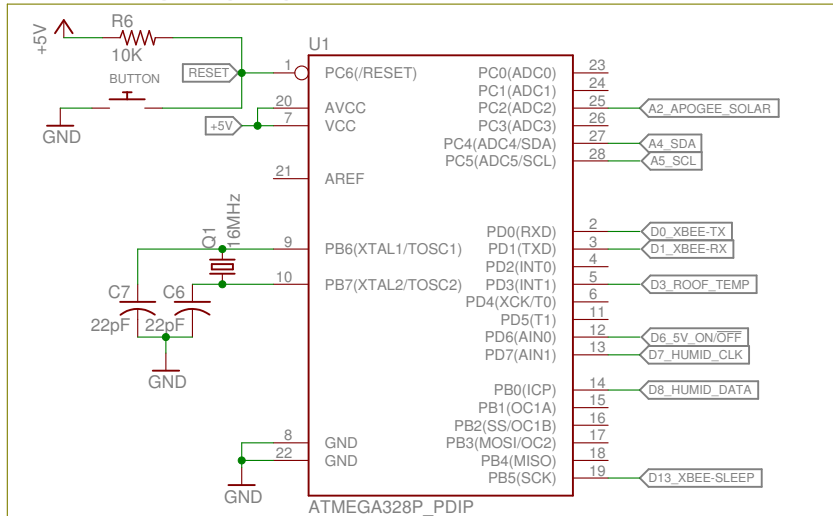 +5V
R6
10K
BUTTON
GND
RESET
+5V
U1
1 PC6(/RESET)
20 AVCC
7 VCC
21 AREF
9 PB6(XTAL1/TOSC1)
10 PB7(XTAL2/TOSC2)
8 GND
22 GND
PC0(ADC0) 23
PC1(ADC1) 24
PC2(ADC2) 25 A2_APOGEE_SOLAR
PC3(ADC3) 26
PC4(ADC4/SDA) 27 A4_SDA
PC5(ADC5/SCL) 28 A5_SCL
PD0(RXD) 2 D0_XBEE-TX
PD1(TXD) 3 D1_XBEE-RX
PD2(INT0) 4
PD3(INT1) 5 D3_ROOF_TEMP
PD4(XCK/T0) 6
PD5(T1) 11
PD6(AIN0) 12 D6_5V_ON/OFF
PD7(AIN1) 13 D7_HUMID_CLK
PB0(ICP) 14 D8_HUMID_DATA
PB1(OC1A) 15
PB2(SS/OC1B) 16
PB3(MOSI/OC2) 17
PB4(MISO) 18
PB5(SCK) 19 D13_XBEE-SLEEP
Q1
16MHz
C7
22pF
C6
22pF
GND
GND
ATMEGA328P_PDIP